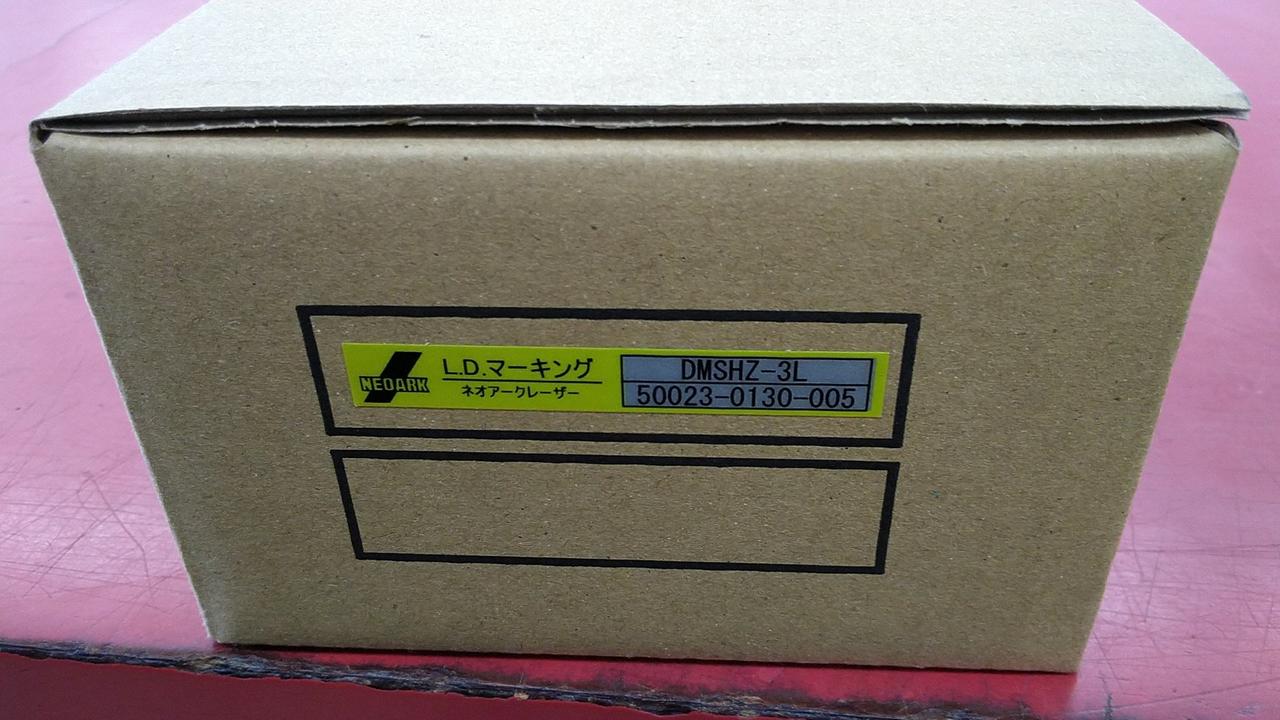 NEOARK
L.D.マーキング
ネオアークレーザー
DMSHZ-3L
50023-0130-005